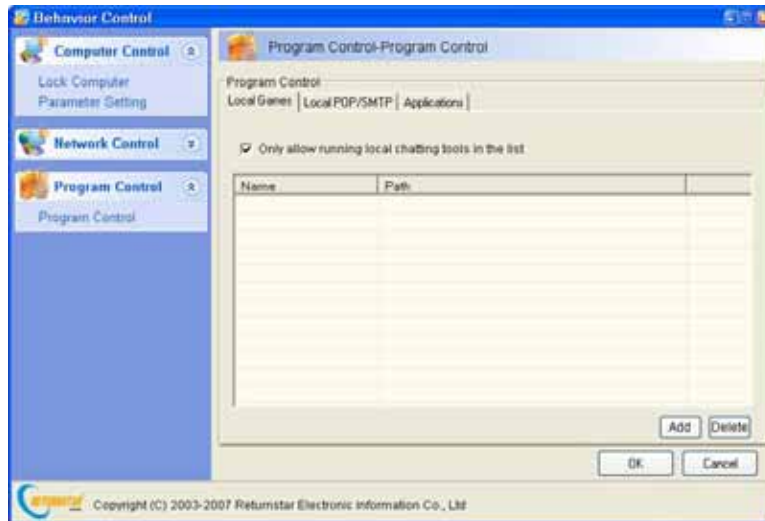 Behavior Control
Computer Control
Lock Computer
Parameter Setting
Network Control
Program Control
Program Control
Program Control-Program Control
Program Control
Local Games
Local POP/SMTP
Applications
Only allow running local chatting tools in the list
Name
Path
Add
Delete
OK
Cancel
RETURNSTAR
Copyright (C) 2003-2007 Returnstar Electronic Information Co., Ltd